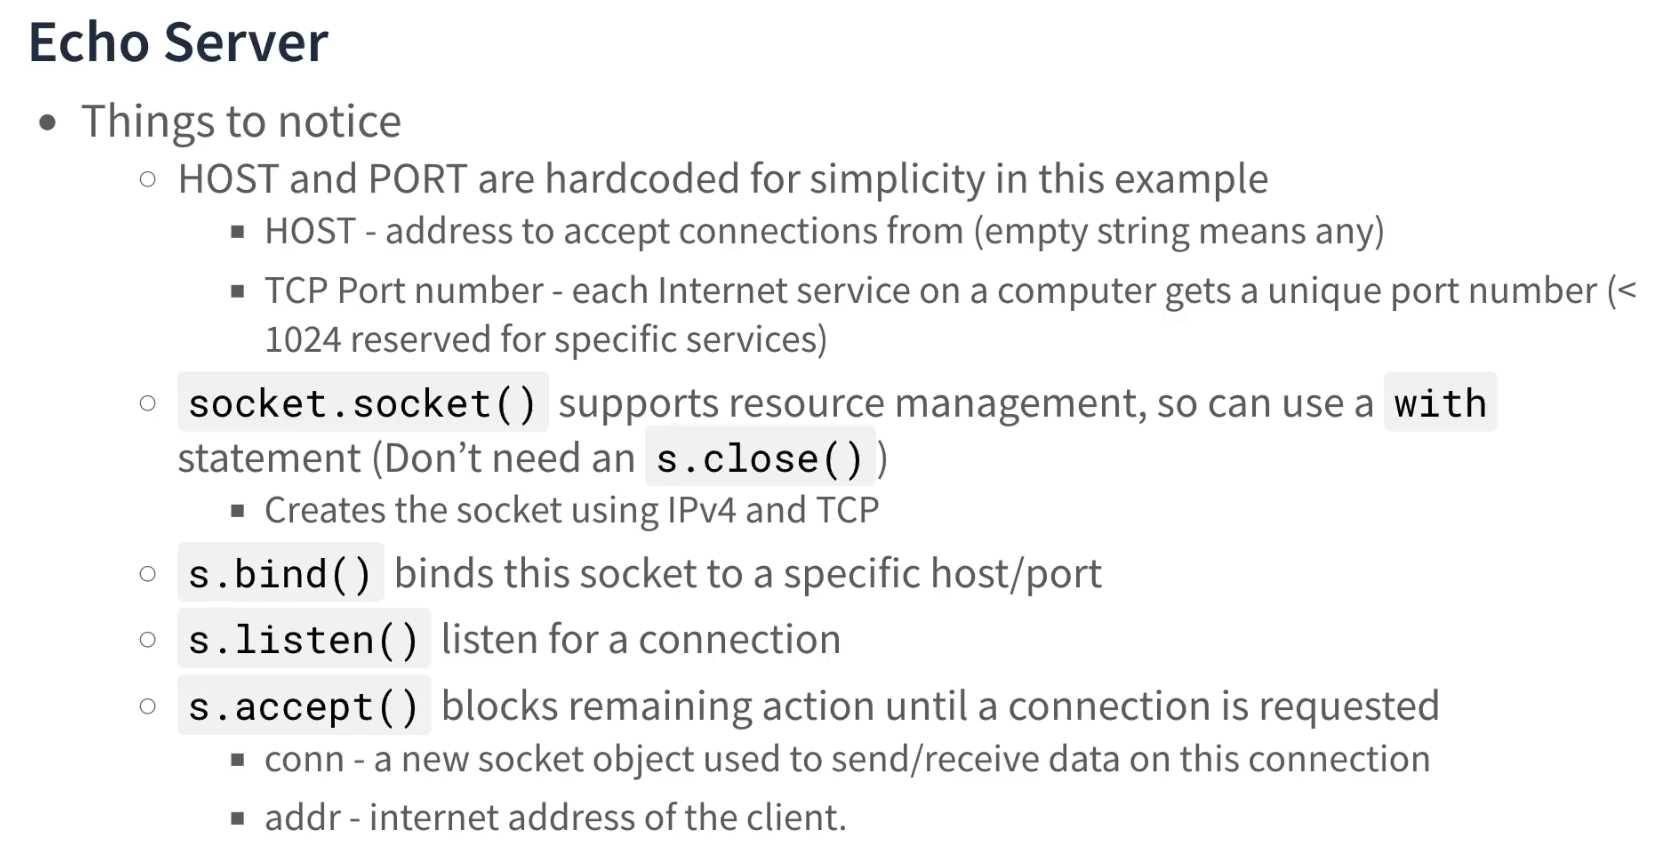 Echo Server
Things to notice
HOST and PORT are hardcoded for simplicity in this example
HOST - address to accept connections from (empty string means any)
TCP Port number - each Internet service on a computer gets a unique port number (<
1024 reserved for specific services)
socket.socket() supports resource management, so can use a with
statement (Don’t need an s.close() )
Creates the socket using IPv4 and TCP
s.bind() binds this socket to a specific host/port
s.listen() listen for a connection
s.accept() blocks remaining action until a connection is requested
conn - a new socket object used to send/receive data on this connection
addr - internet address of the client.